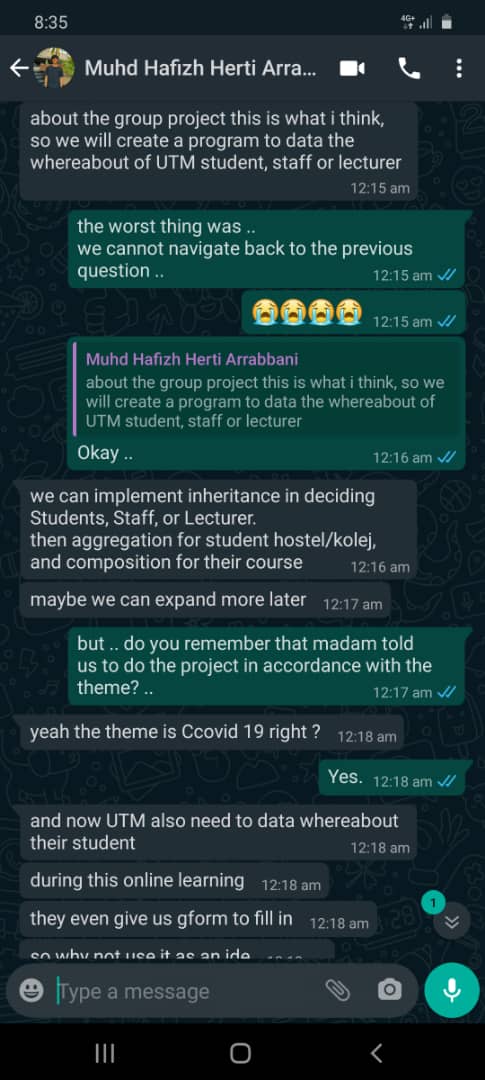 8:35
4G+
Muhd Hafizh Herti Arra...
about the group project this is what i think,
so we will create a program to data the
whereabout of UTM student, staff or lecturer
12:15 am
the worst thing was ..
we cannot navigate back to the previous
question ..
12:15 am
😭😭😭😭 12:15 am
Muhd Hafizh Herti Arrabbani
about the group project this is what i think, so we
will create a program to data the whereabout of
UTM student, staff or lecturer
Okay ..
12:16 am
we can implement inheritance in deciding
Students, Staff, or Lecturer.
then aggregation for student hostel/kolej,
and composition for their course
12:16 am
maybe we can expand more later 12:17 am
but .. do you remember that madam told
us to do the project in accordance with the
theme? ..
12:17 am
yeah the theme is Ccovid 19 right ? 12:18 am
Yes. 12:18 am
and now UTM also need to data whereabout
their student
12:18 am
during this online learning 12:18 am
they even give us gform to fill in 12:18 am
1
so why not use it as an ide
Type a message